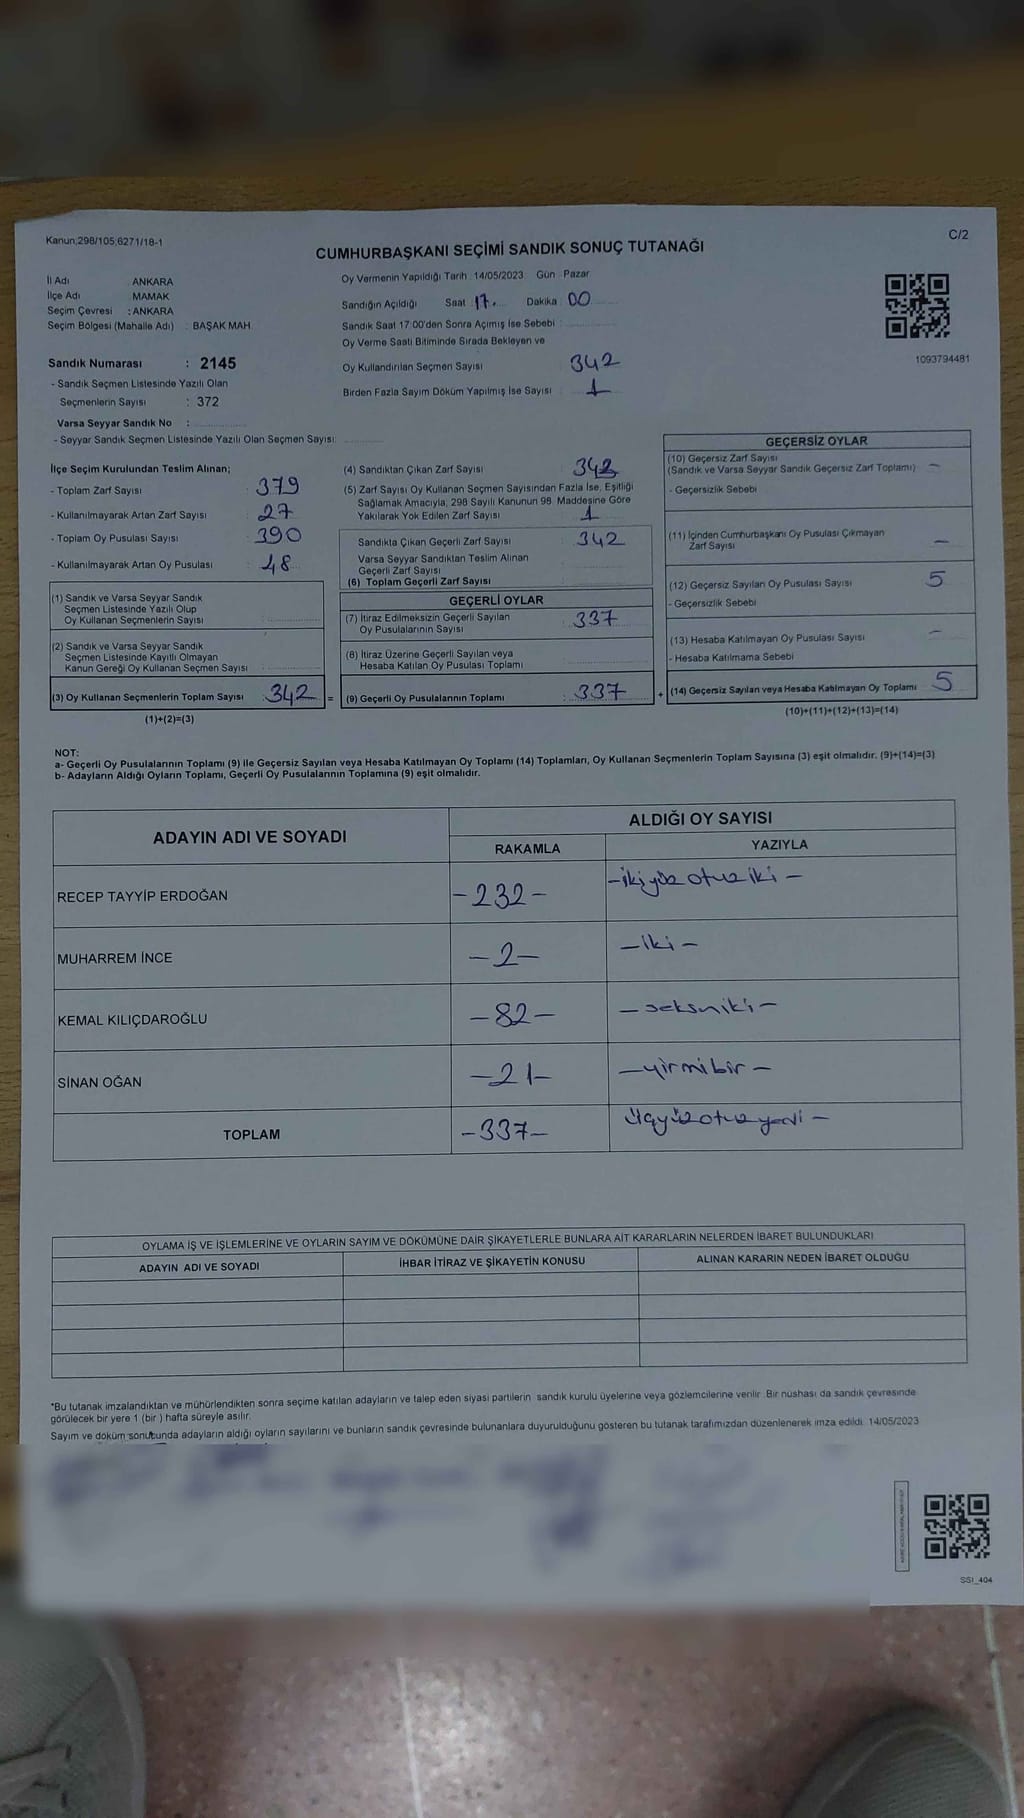 Kanun;298/105;6271/18-1
C/2
CUMHURBAŞKANI SEÇİMİ SANDIK SONUÇ TUTANAĞI
İl Adı : ANKARA
İlçe Adı : MAMAK
Seçim Çevresi : ANKARA
Seçim Bölgesi (Mahalle Adı) : BAŞAK MAH.
Oy Vermenin Yapıldığı Tarih : 14/05/2023 Gün : Pazar
Sandığın Açıldığı Saat : 17. Dakika : 00
Sandık Saat 17:00'den Sonra Açımış İse Sebebi :
Oy Verme Saati Bitiminde Sırada Bekleyen ve
Oy Kullandırılan Seçmen Sayısı 342
Birden Fazla Sayım Döküm Yapılmış İse Sayısı 1
1093794481
Sandık Numarası : 2145
- Sandık Seçmen Listesinde Yazılı Olan
Seçmenlerin Sayısı : 372
Varsa Seyyar Sandık No :
- Seyyar Sandık Seçmen Listesinde Yazılı Olan Seçmen Sayısı:
İlçe Seçim Kurulundan Teslim Alınan;
- Toplam Zarf Sayısı : 379
- Kullanılmayarak Artan Zarf Sayısı : 27
- Toplam Oy Pusulası Sayısı : 390
- Kullanılmayarak Artan Oy Pusulası : 48
(1) Sandık ve Varsa Seyyar Sandık
Seçmen Listesinde Yazılı Olup
Oy Kullanan Seçmenlerin Sayısı :
(2) Sandık ve Varsa Seyyar Sandık
Seçmen Listesinde Kayıtlı Olmayan
Kanun Gereği Oy Kullanan Seçmen Sayısı :
(3) Oy Kullanan Seçmenlerin Toplam Sayısı : 342
(1)+(2)=(3)
(4) Sandıktan Çıkan Zarf Sayısı : 342
(5) Zarf Sayısı Oy Kullanan Seçmen Sayısından Fazla İse, Eşitliği
Sağlamak Amacıyla, 298 Sayılı Kanunun 98. Maddesine Göre
Yakılarak Yok Edilen Zarf Sayısı : 1
Sandıkta Çıkan Geçerli Zarf Sayısı : 342
Varsa Seyyar Sandıktan Teslim Alınan
Geçerli Zarf Sayısı :
(6) Toplam Geçerli Zarf Sayısı :
GEÇERLİ OYLAR
(7) İtiraz Edilmeksizin Geçerli Sayılan
Oy Pusulalarının Sayısı : 337
(8) İtiraz Üzerine Geçerli Sayılan veya
Hesaba Katılan Oy Pusulası Toplamı :
= (9) Geçerli Oy Pusulalarının Toplamı : 337 +
GEÇERSİZ OYLAR
(10) Geçersiz Zarf Sayısı
(Sandık ve Varsa Seyyar Sandık Geçersiz Zarf Toplamı) —
- Geçersizlik Sebebi
(11) İçinden Cumhurbaşkanı Oy Pusulası Çıkmayan
Zarf Sayısı —
(12) Geçersiz Sayılan Oy Pusulası Sayısı 5
- Geçersizlik Sebebi
(13) Hesaba Katılmayan Oy Pusulası Sayısı —
- Hesaba Katılmama Sebebi
(14) Geçersiz Sayılan veya Hesaba Katılmayan Oy Toplamı 5
(10)+(11)+(12)+(13)=(14)
NOT:
a- Geçerli Oy Pusulalarının Toplamı (9) ile Geçersiz Sayılan veya Hesaba Katılmayan Oy Toplamı (14) Toplamları, Oy Kullanan Seçmenlerin Toplam Sayısına (3) eşit olmalıdır. (9)+(14)=(3)
b- Adayların Aldığı Oyların Toplamı, Geçerli Oy Pusulalarının Toplamına (9) eşit olmalıdır.
ADAYIN ADI VE SOYADI ALDIĞI OY SAYISI
RAKAMLA YAZIYLA
RECEP TAYYİP ERDOĞAN -232- -ikiyüz otuz iki-
MUHARREM İNCE -2- -iki-
KEMAL KILIÇDAROĞLU -82- -seksniki-
SİNAN OĞAN -21- -yirmibir-
TOPLAM -337- üçyüzotuzyedi-
OYLAMA İŞ VE İŞLEMLERİNE VE OYLARIN SAYIM VE DÖKÜMÜNE DAİR ŞİKAYETLERLE BUNLARA AİT KARARLARIN NELERDEN İBARET BULUNDUKLARI
ADAYIN ADI VE SOYADI İHBAR İTİRAZ VE ŞİKAYETİN KONUSU ALINAN KARARIN NEDEN İBARET OLDUĞU
*Bu tutanak imzalandıktan ve mühürlendikten sonra seçime katılan adayların ve talep eden siyasi partilerin sandık kurulu üyelerine veya gözlemcilerine verilir. Bir nüshası da sandık çevresinde
görülecek bir yere 1 (bir ) hafta süreyle asılır.
Sayım ve döküm sonucunda adayların aldığı oyların sayılarını ve bunların sandık çevresinde bulunanlara duyurulduğunu gösteren bu tutanak tarafımızdan düzenlenerek imza edildi. 14/05/2023
SSI_404